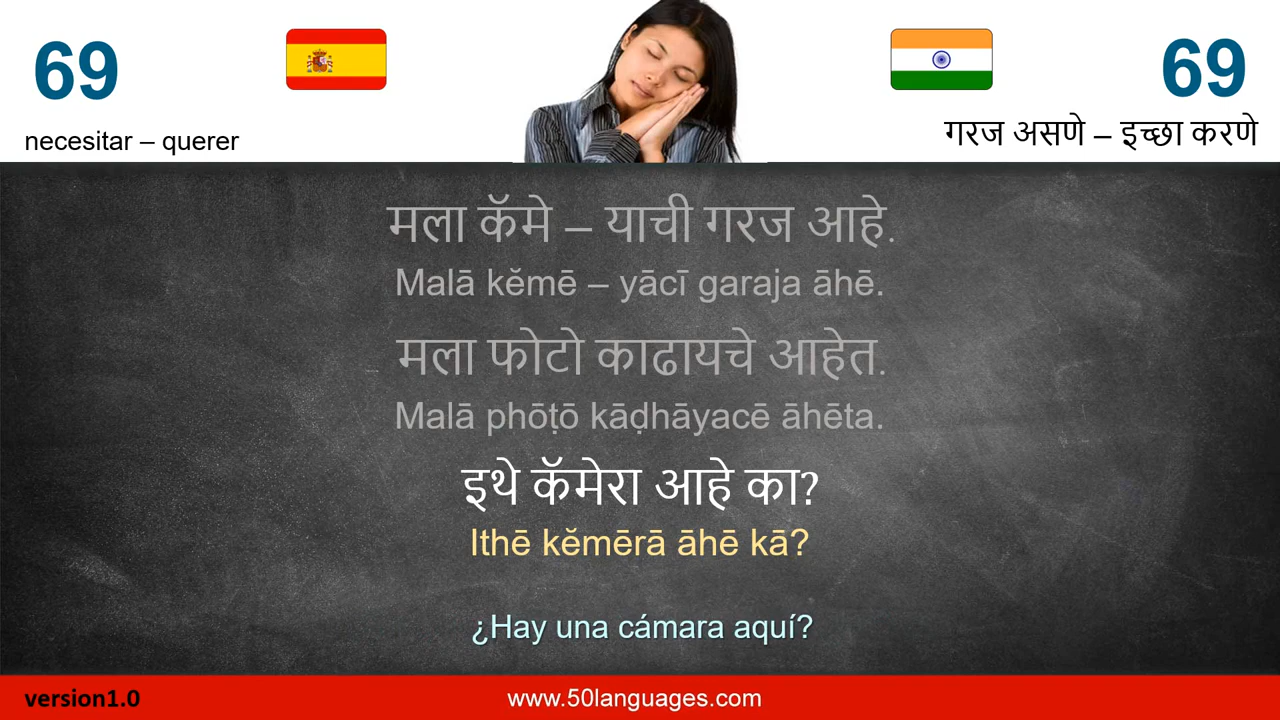 69
69
necesitar – querer
गरज असणे – इच्छा करणे
मला कॅमे – याची गरज आहे.
Malā kĕmē – yācī garaja āhē.
मला फोटो काढायचे आहेत.
Malā phōṭō kāḍhāyacē āhēta.
इथे कॅमेरा आहे का?
Ithē kĕmērā āhē kā?
¿Hay una cámara aquí?
version1.0
www.50languages.com